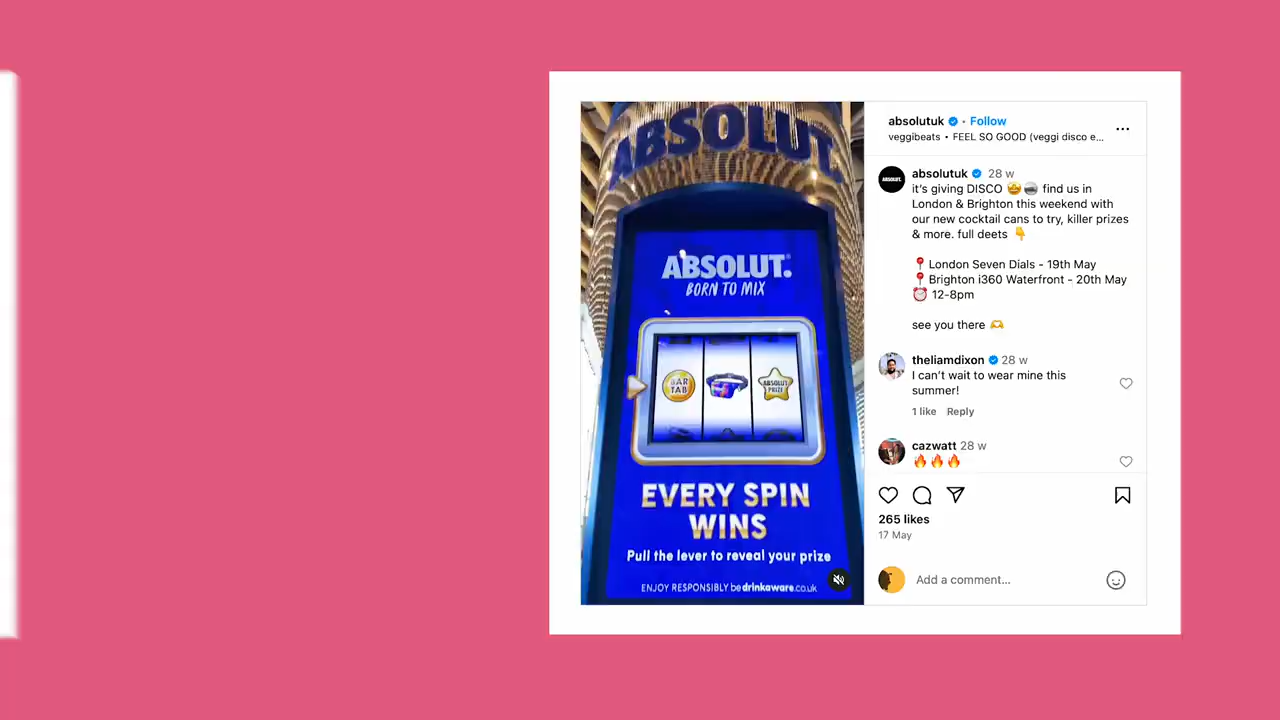 ABSOLUT
ABSOLUT.
BORN TO MIX
BAR
TAB
ABSOLUT
PRIZE
EVERY SPIN
WINS
Pull the lever to reveal your prize
ENJOY RESPONSIBLY bedrinkaware.co.uk
absolutuk • Follow
veggibeats • FEEL SO GOOD (veggi disco e...
ABSOLUT.
absolutuk 28 w
it's giving DISCO 🤩🪩 find us in
London & Brighton this weekend with
our new cocktail cans to try, killer prizes
& more. full deets 👇
📍London Seven Dials - 19th May
📍Brighton i360 Waterfront - 20th May
⏰ 12-8pm
see you there 🫶
theliamdixon 28 w
I can't wait to wear mine this
summer!
1 like Reply
cazwatt 28 w
🔥🔥🔥
265 likes
17 May
Add a comment...